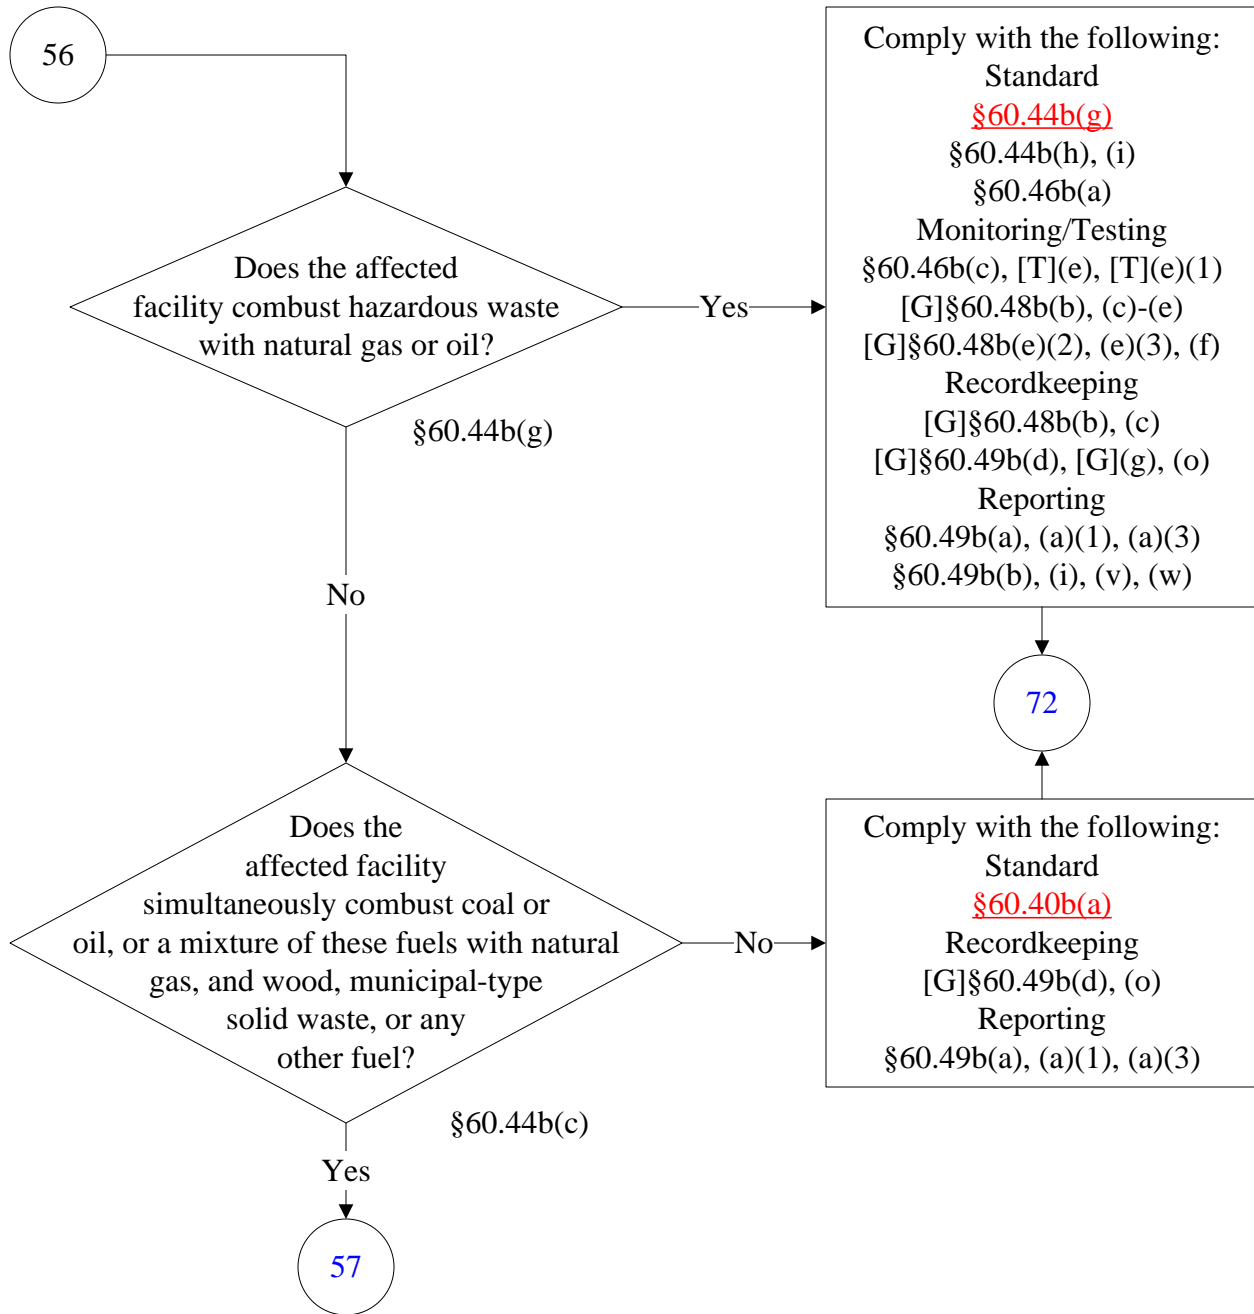 56
Does the affected
facility combust hazardous waste
with natural gas or oil?
§60.44b(g)
Yes
No
Comply with the following:
Standard
§60.44b(g)
§60.44b(h), (i)
§60.46b(a)
Monitoring/Testing
§60.46b(c), [T](e), [T](e)(1)
[G]§60.48b(b), (c)-(e)
[G]§60.48b(e)(2), (e)(3), (f)
Recordkeeping
[G]§60.48b(b), (c)
[G]§60.49b(d), [G](g), (o)
Reporting
§60.49b(a), (a)(1), (a)(3)
§60.49b(b), (i), (v), (w)
72
Does the
affected facility
simultaneously combust coal or
oil, or a mixture of these fuels with natural
gas, and wood, municipal-type
solid waste, or any
other fuel?
§60.44b(c)
No
Yes
Comply with the following:
Standard
§60.40b(a)
Recordkeeping
[G]§60.49b(d), (o)
Reporting
§60.49b(a), (a)(1), (a)(3)
57